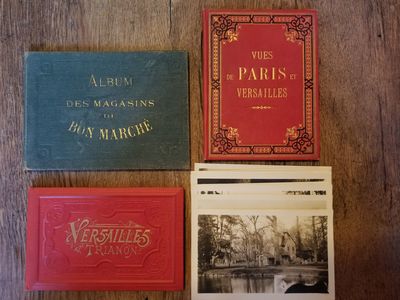 ALBUM
DES MAGASINS
DU
BON MARCHÉ
VUES
DE PARIS ET
VERSAILLES
VERSAILLES
TRIANON